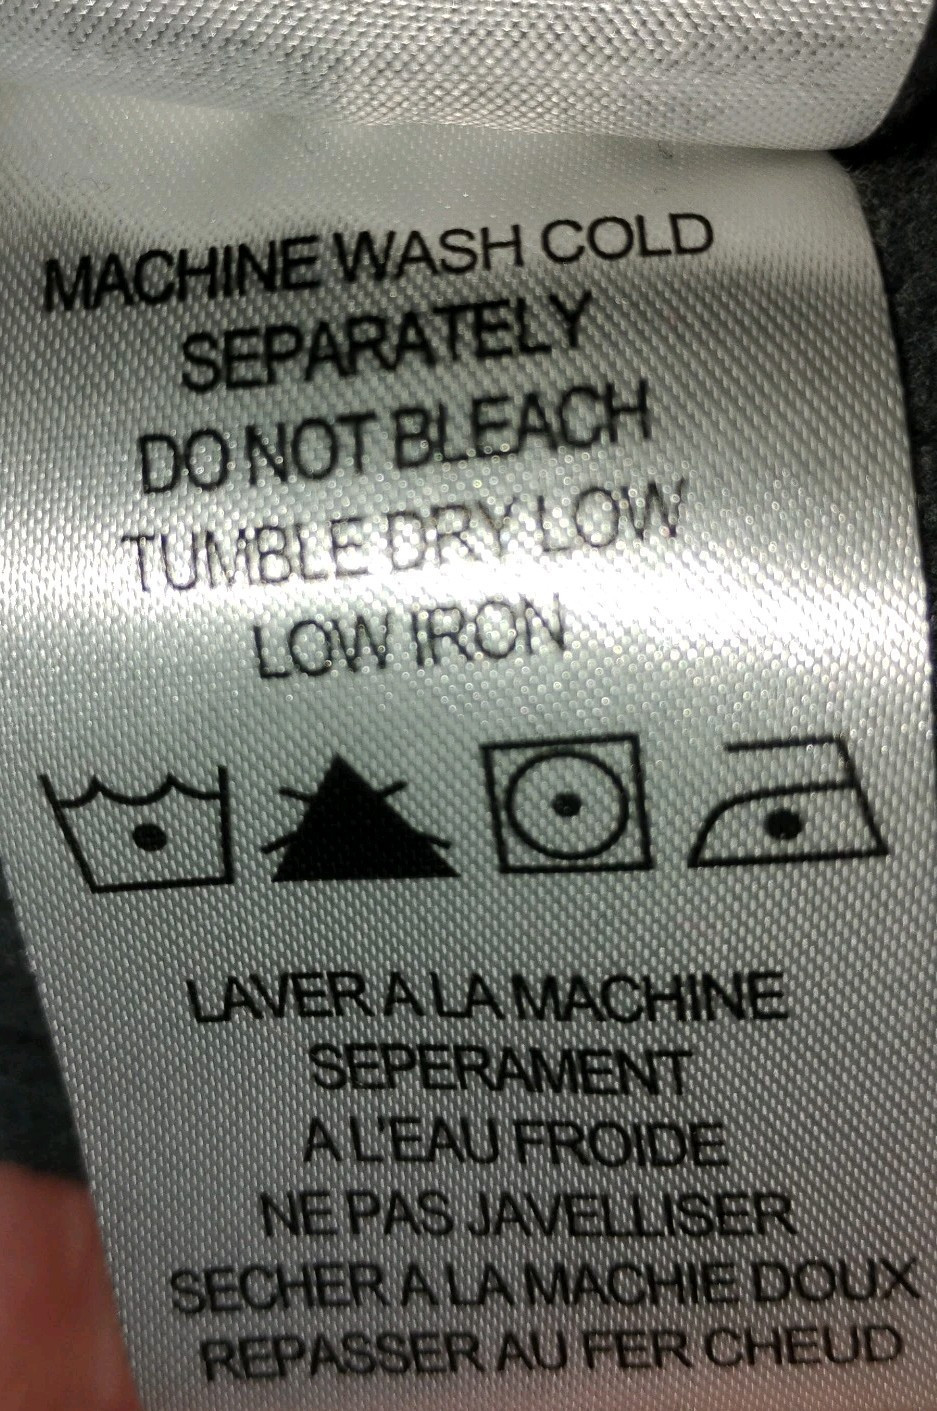 MACHINE WASH COLD
SEPARATELY
DO NOT BLEACH
TUMBLE DRY LOW
LOW IRON
LAVER A LA MACHINE
SEPERAMENT
A L'EAU FROIDE
NE PAS JAVELLISER
SECHER A LA MACHIE DOUX
REPASSER AU FER CHEUD